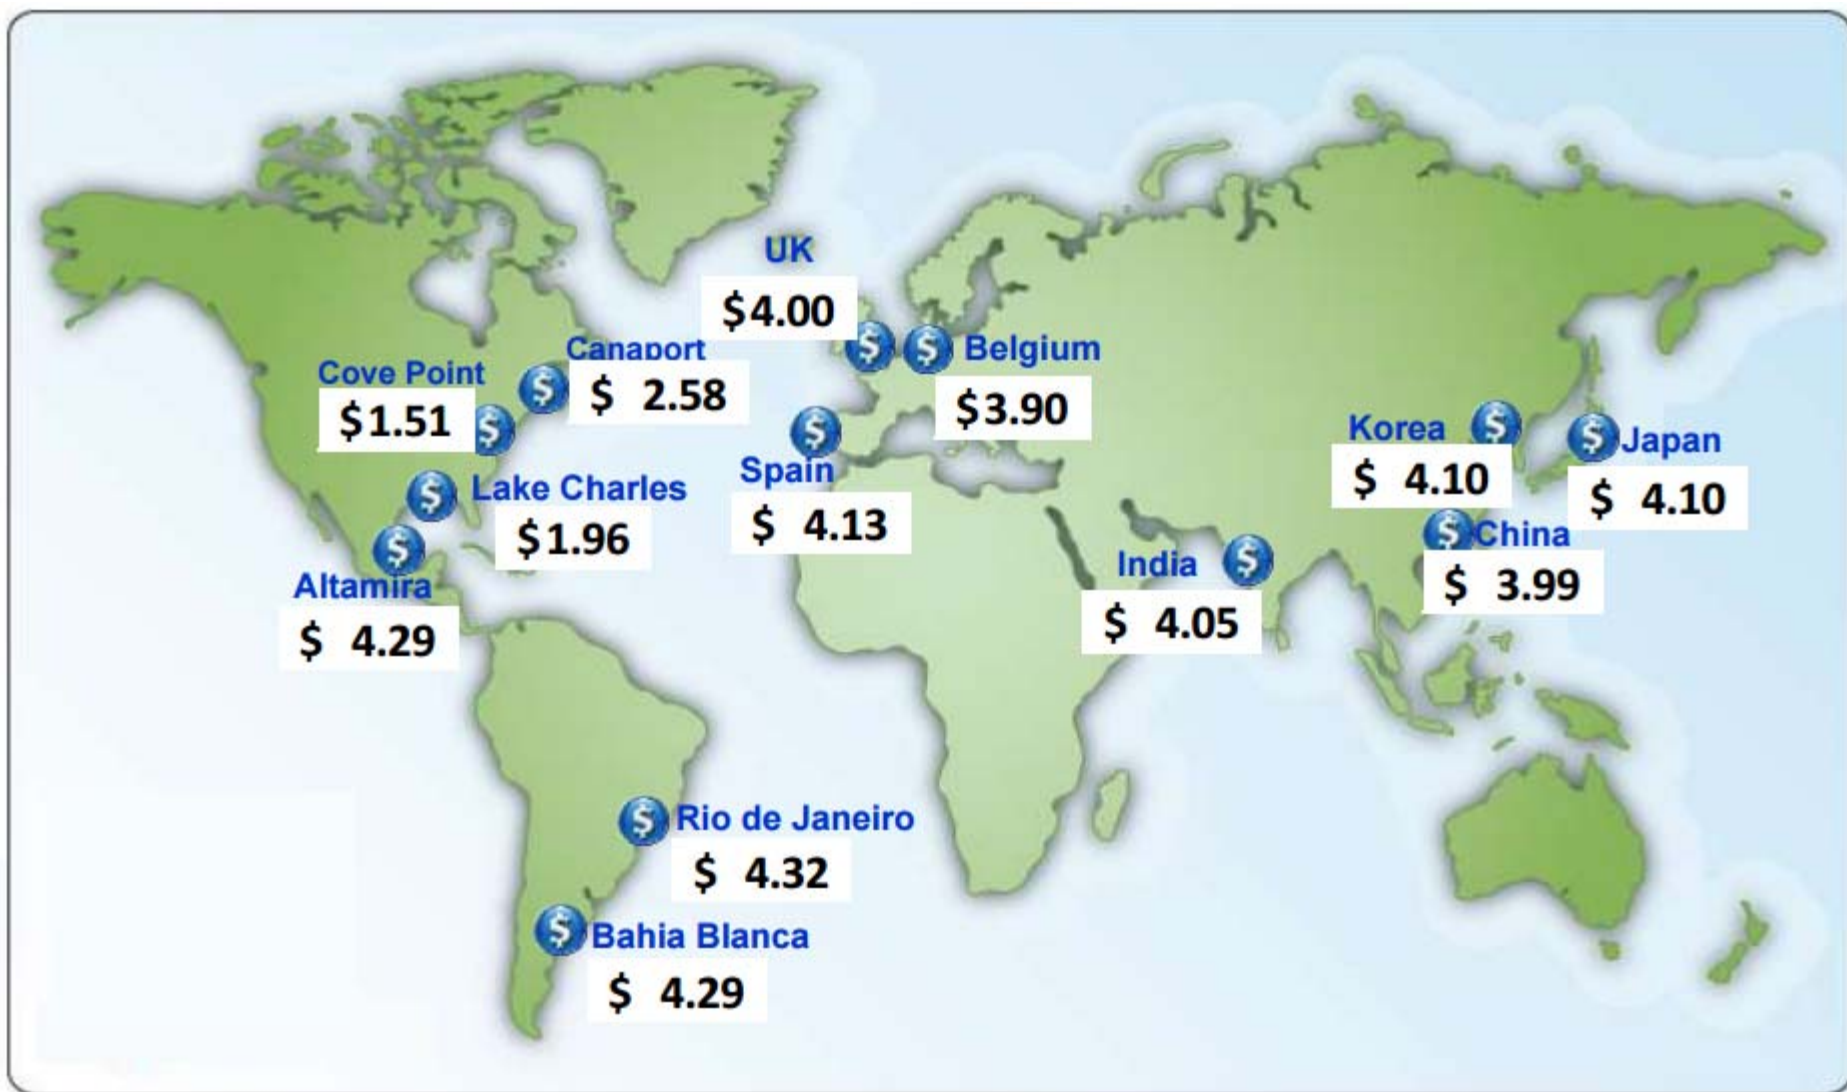 UK
$4.00
Canaport
$ 2.58
Cove Point
$1.51
Belgium
$3.90
Lake Charles
$1.96
Altamira
$ 4.29
Spain
$ 4.13
Korea
$ 4.10
Japan
$ 4.10
China
$ 3.99
India
$ 4.05
Rio de Janeiro
$ 4.32
Bahia Blanca
$ 4.29